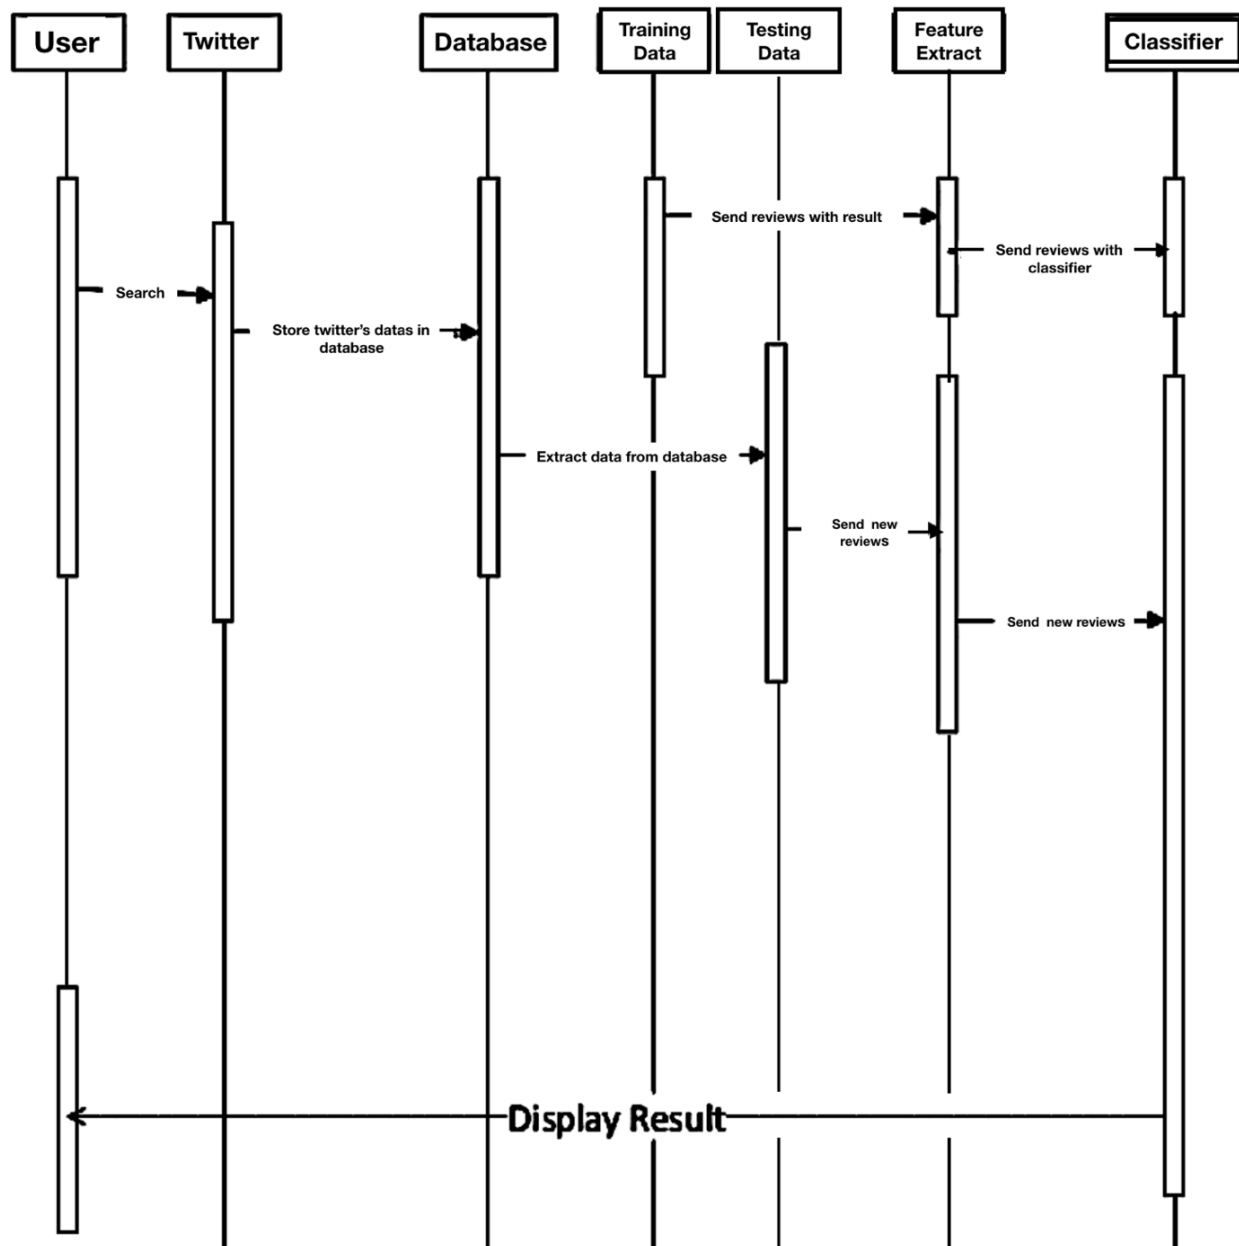 User
Twitter
Database
Training
Data
Testing
Data
Feature
Extract
Classifier
Send reviews with result
Send reviews with
classifier
Search
Store twitter's datas in
database
Extract data from database
Send  new
reviews
Send  new reviews
Display Result